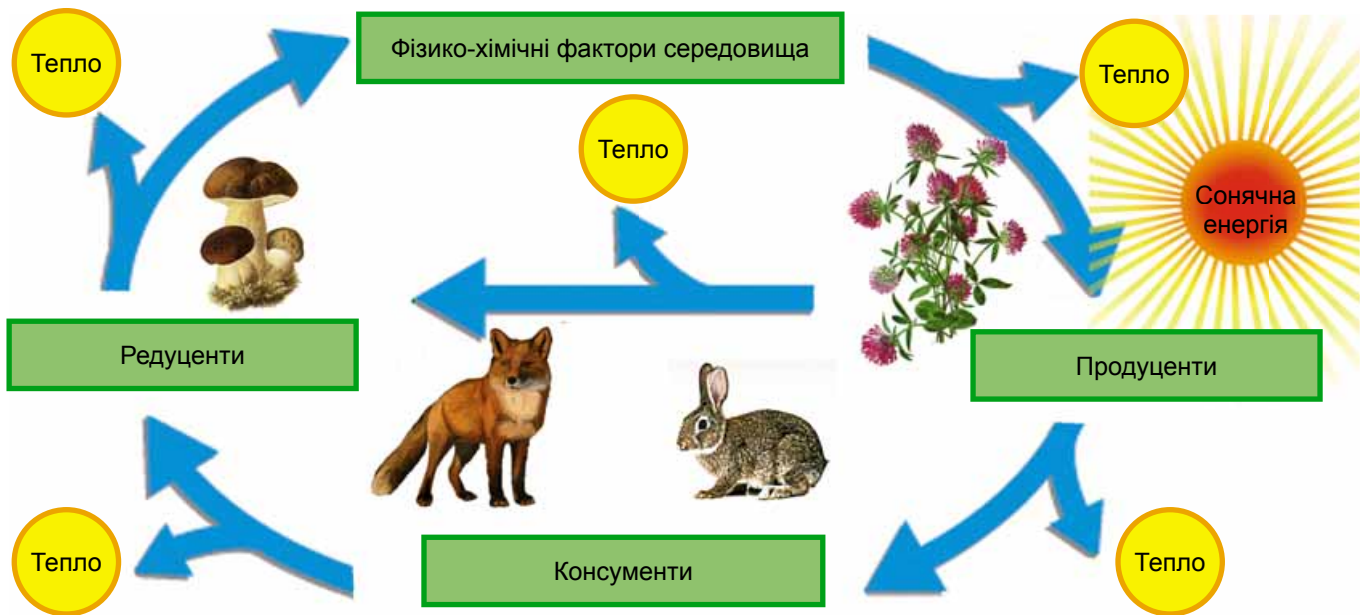 Тепло
Фізико-хімічні фактори середовища
Тепло
Тепло
Сонячна
енергія
Редуценти
Продуценти
Тепло
Консументи
Тепло